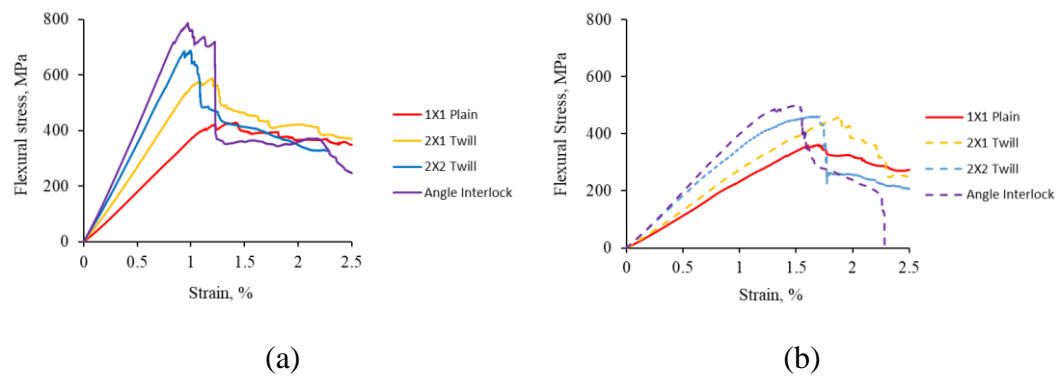 800
600
400
200
0
Flexural stress, MPa
0 0.5 1 1.5 2 2.5
Strain, %
1X1 Plain
2X1 Twill
2X2 Twill
Angle Interlock
(a)
800
600
400
200
0
Flexural Stress, MPa
0 0.5 1 1.5 2 2.5
Strain, %
1X1 Plain
2X1 Twill
2X2 Twill
Angle Interlock
(b)